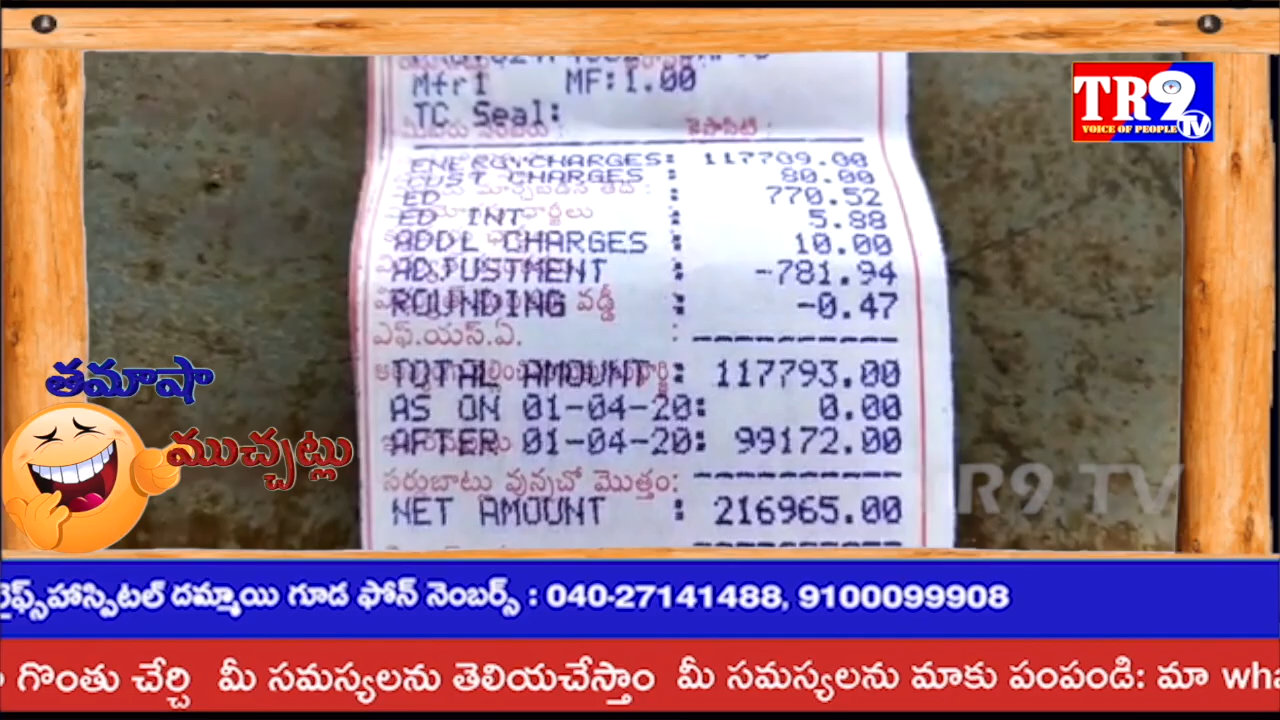 Mtr1 MF:1.00
TC Seal:
కెపాసిటి :
ENERGYCHARGES: 117709.00
CUST CHARGES : 80.00
ED : 770.52
ED INT : 5.88
ADDL CHARGES : 10.00
ADJUSTMENT : -781.94
ROUNDING : -0.47
వడ్డీ
ఎఫ్.యస్.ఏ.
TOTAL AMOUNT : 117793.00
AS ON 01-04-20: 0.00
AFTER 01-04-20: 99172.00
సరుబాట్లు వున్నచో మొత్తం:
NET AMOUNT : 216965.00
TR9 TV
VOICE OF PEOPLE
తమాషా
ముచ్చట్లు
R9 TV
హాస్పిటల్ దమ్మాయి గూడ ఫోన్ నెంబర్స్ : 040-27141488, 9100099908
గొంతు చేర్చి మీ సమస్యలను తెలియచేస్తాం మీ సమస్యలను మాకు పంపండి: మా wha